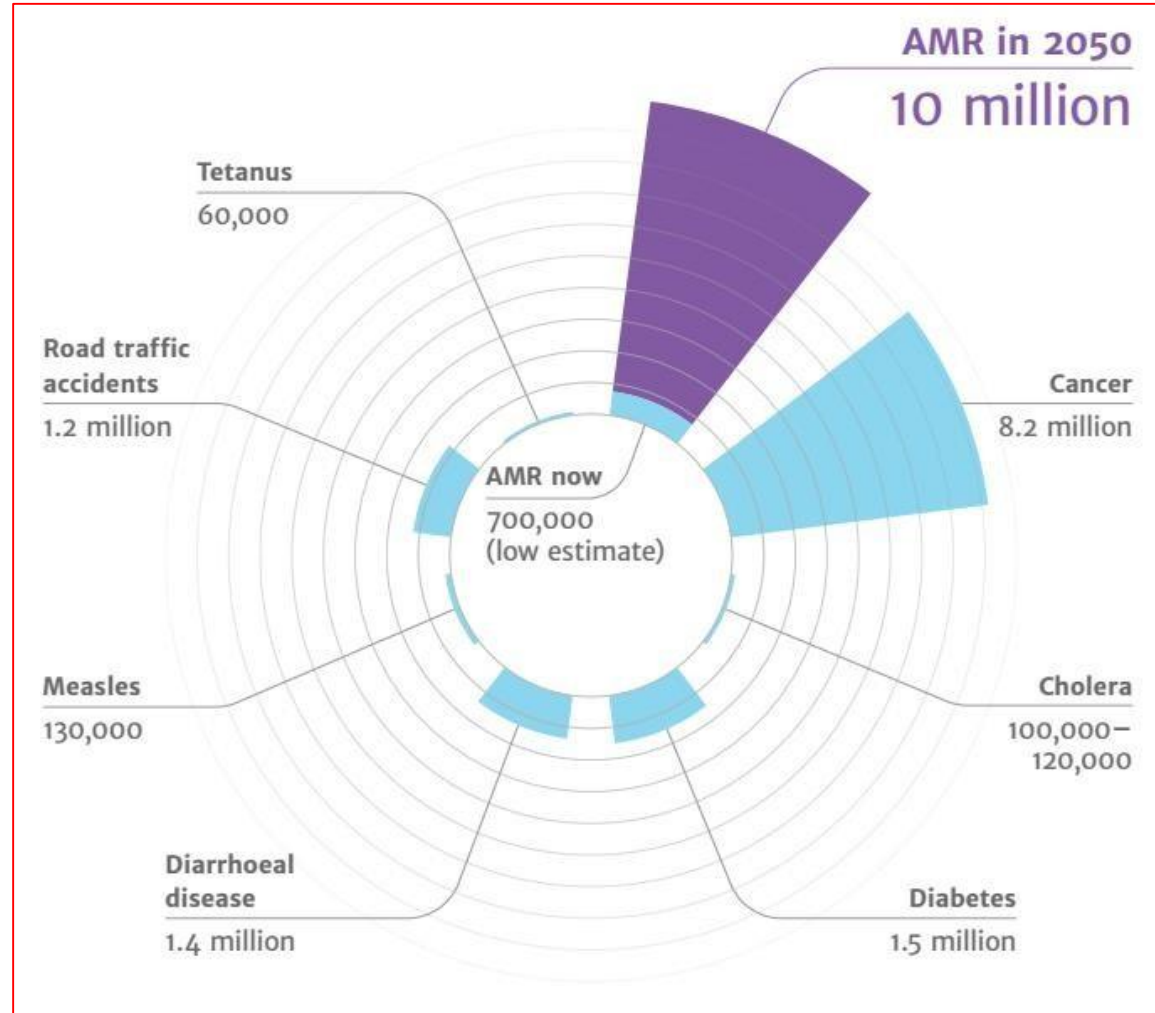 AMR in 2050
10 million
Tetanus
60,000
Road traffic
accidents
1.2 million
Cancer
8.2 million
AMR now
700,000
(low estimate)
Measles
130,000
Cholera
100,000–
120,000
Diarrhoeal
disease
1.4 million
Diabetes
1.5 million